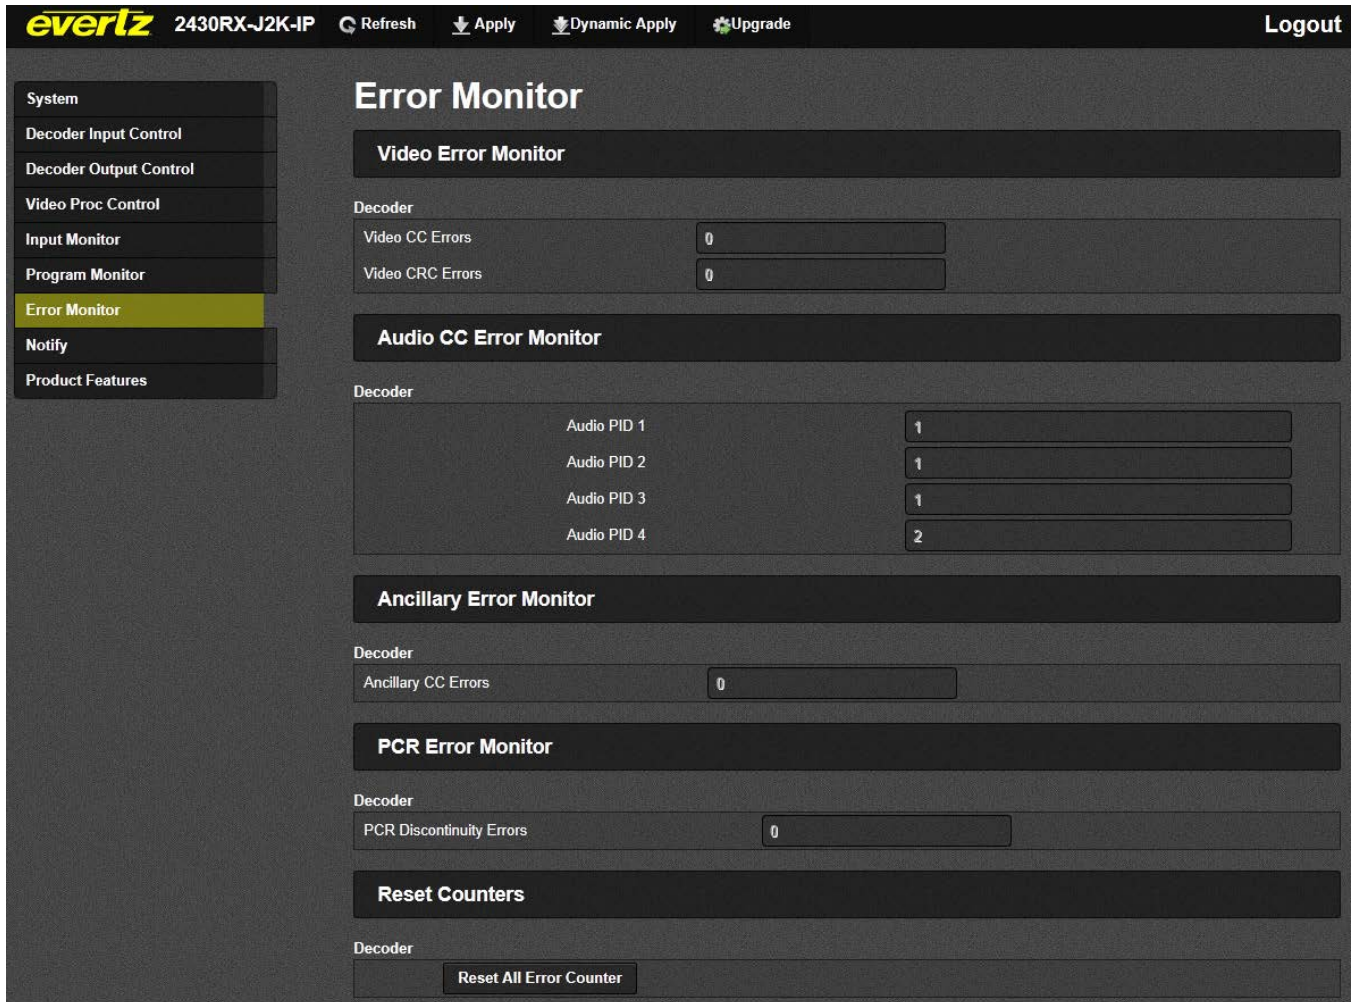 evertz 2430RX-J2K-IP Refresh Apply Dynamic Apply Upgrade Logout
System
Decoder Input Control
Decoder Output Control
Video Proc Control
Input Monitor
Program Monitor
Error Monitor
Notify
Product Features
Error Monitor
Video Error Monitor
Decoder
Video CC Errors 0
Video CRC Errors 0
Audio CC Error Monitor
Decoder
Audio PID 1 1
Audio PID 2 1
Audio PID 3 1
Audio PID 4 2
Ancillary Error Monitor
Decoder
Ancillary CC Errors 0
PCR Error Monitor
Decoder
PCR Discontinuity Errors 0
Reset Counters
Decoder
Reset All Error Counter